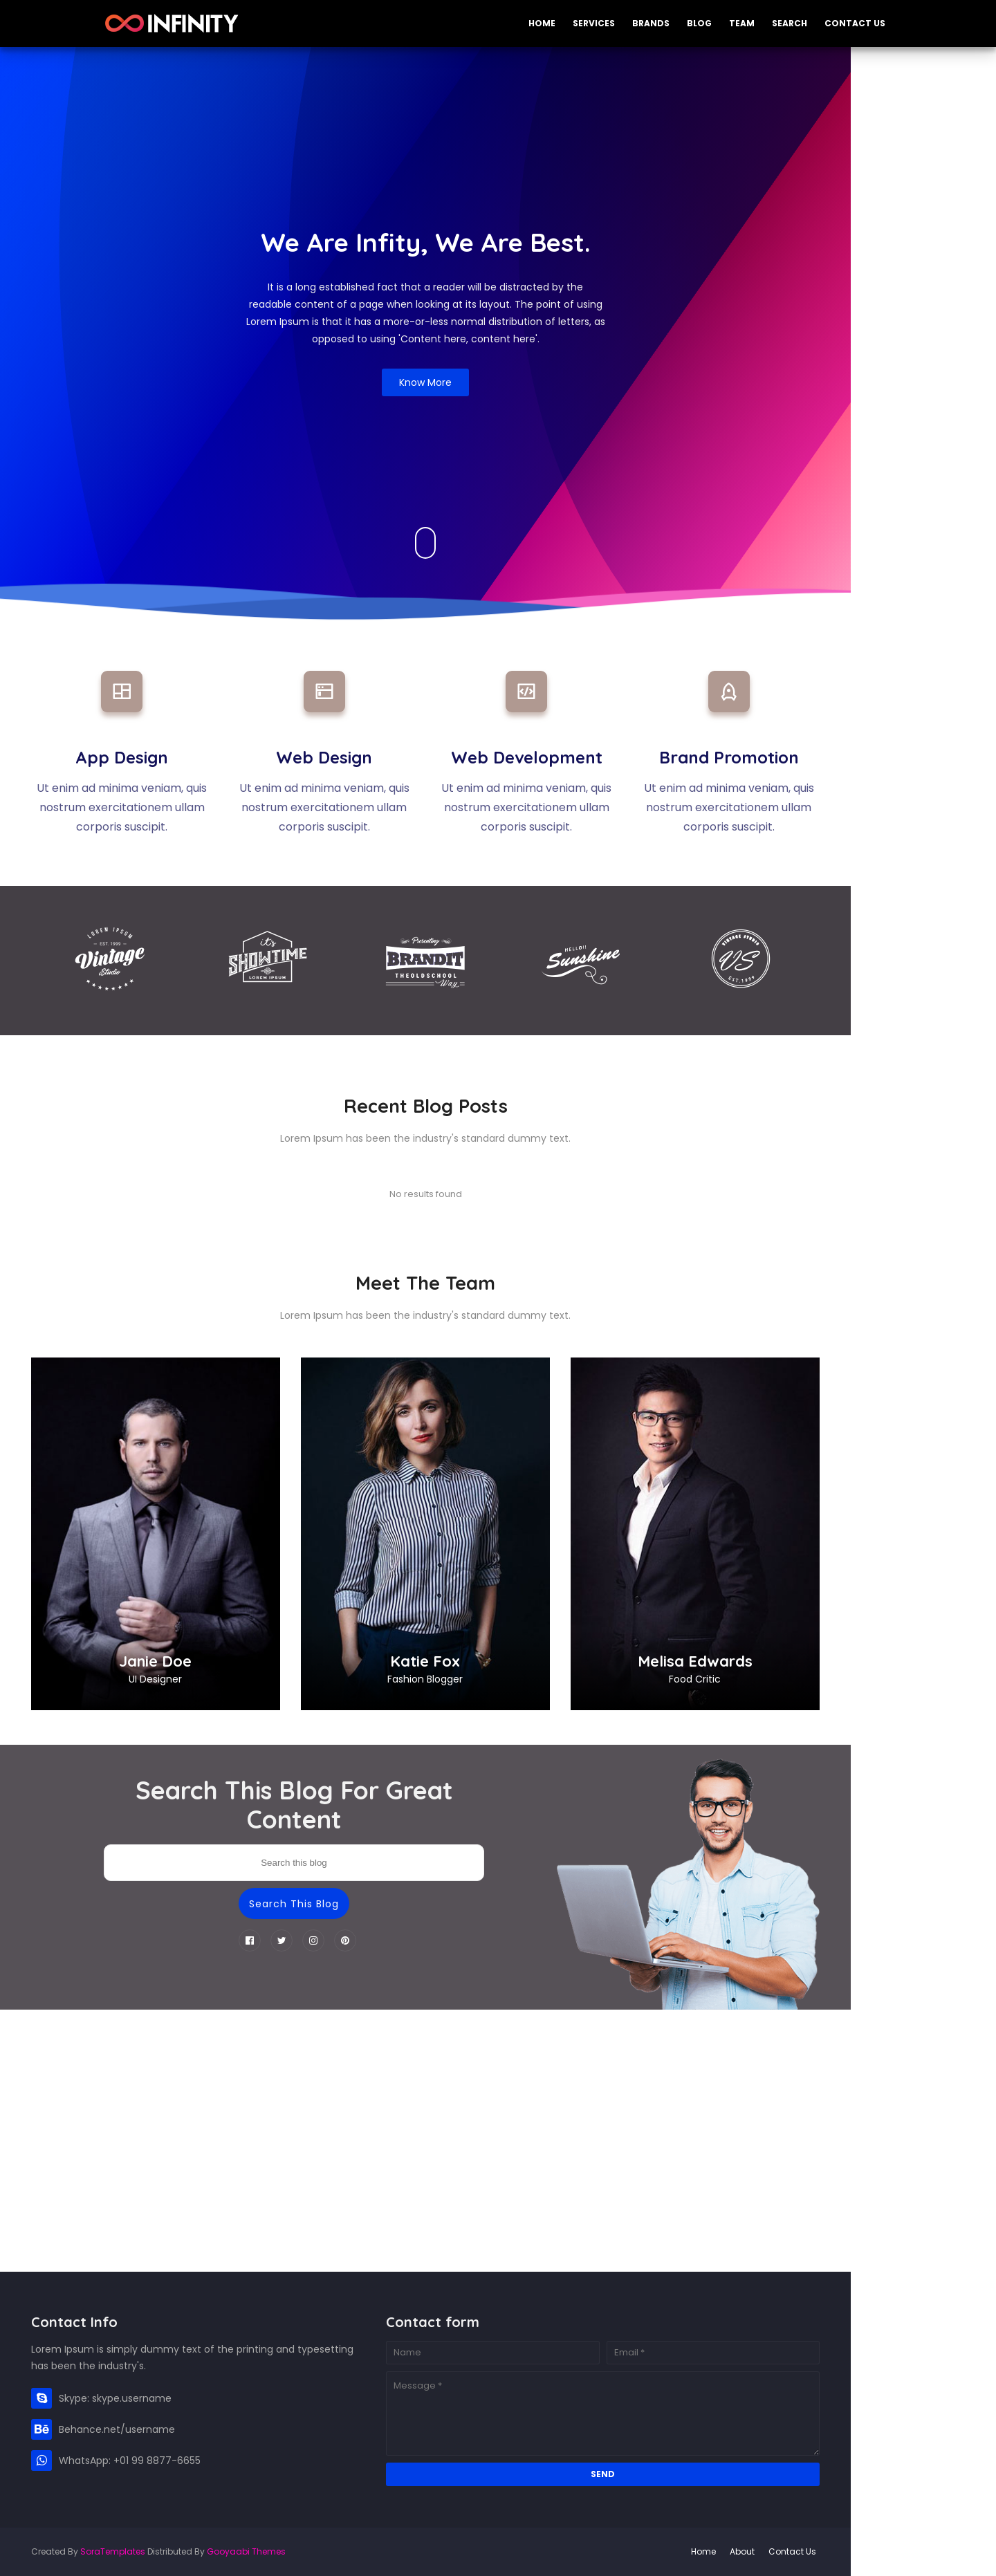 INFINITY
HOME SERVICES BRANDS BLOG TEAM SEARCH CONTACT US
We Are Infity, We Are Best.
It is a long established fact that a reader will be distracted by the
readable content of a page when looking at its layout. The point of using
Lorem Ipsum is that it has a more-or-less normal distribution of letters, as
opposed to using 'Content here, content here'.
Know More
App Design
Ut enim ad minima veniam, quis
nostrum exercitationem ullam
corporis suscipit.
Web Design
Ut enim ad minima veniam, quis
nostrum exercitationem ullam
corporis suscipit.
Web Development
Ut enim ad minima veniam, quis
nostrum exercitationem ullam
corporis suscipit.
Brand Promotion
Ut enim ad minima veniam, quis
nostrum exercitationem ullam
corporis suscipit.
LOREM IPSUM
EST. 1999
Vintage
Studio
it's
SHOWTIME
LOREM IPSUM
Presenting
BRANDIT
THEOLDSCHOOL
Way
HELLO!!
Sunshine
VINTAGE STUDIO
VS
EST. 1999
Recent Blog Posts
Lorem Ipsum has been the industry's standard dummy text.
No results found
Meet The Team
Lorem Ipsum has been the industry's standard dummy text.
Janie Doe
UI Designer
Katie Fox
Fashion Blogger
Melisa Edwards
Food Critic
Search This Blog For Great
Content
Search this blog
Search This Blog
Contact Info
Lorem Ipsum is simply dummy text of the printing and typesetting
has been the industry's.
Skype: skype.username
Behance.net/username
WhatsApp: +01 99 8877-6655
Contact form
Name
Email *
Message *
SEND
Created By SoraTemplates Distributed By Gooyaabi Themes
Home About Contact Us